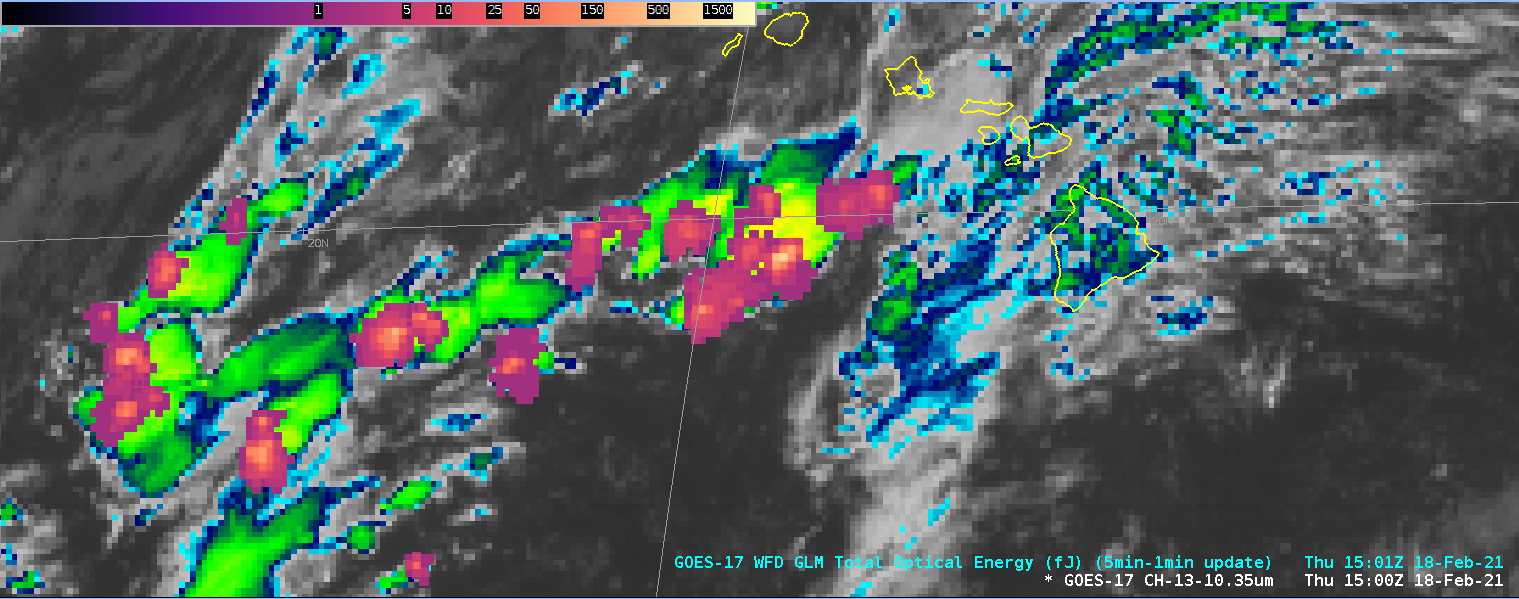 1 5 10 25 50 150 500 1500
20N
GOES-17 WFD GLM Total Optical Energy (fJ) (5min-1min update) Thu 15:01Z 18-Feb-21
* GOES-17 CH-13-10.35um Thu 15:00Z 18-Feb-21